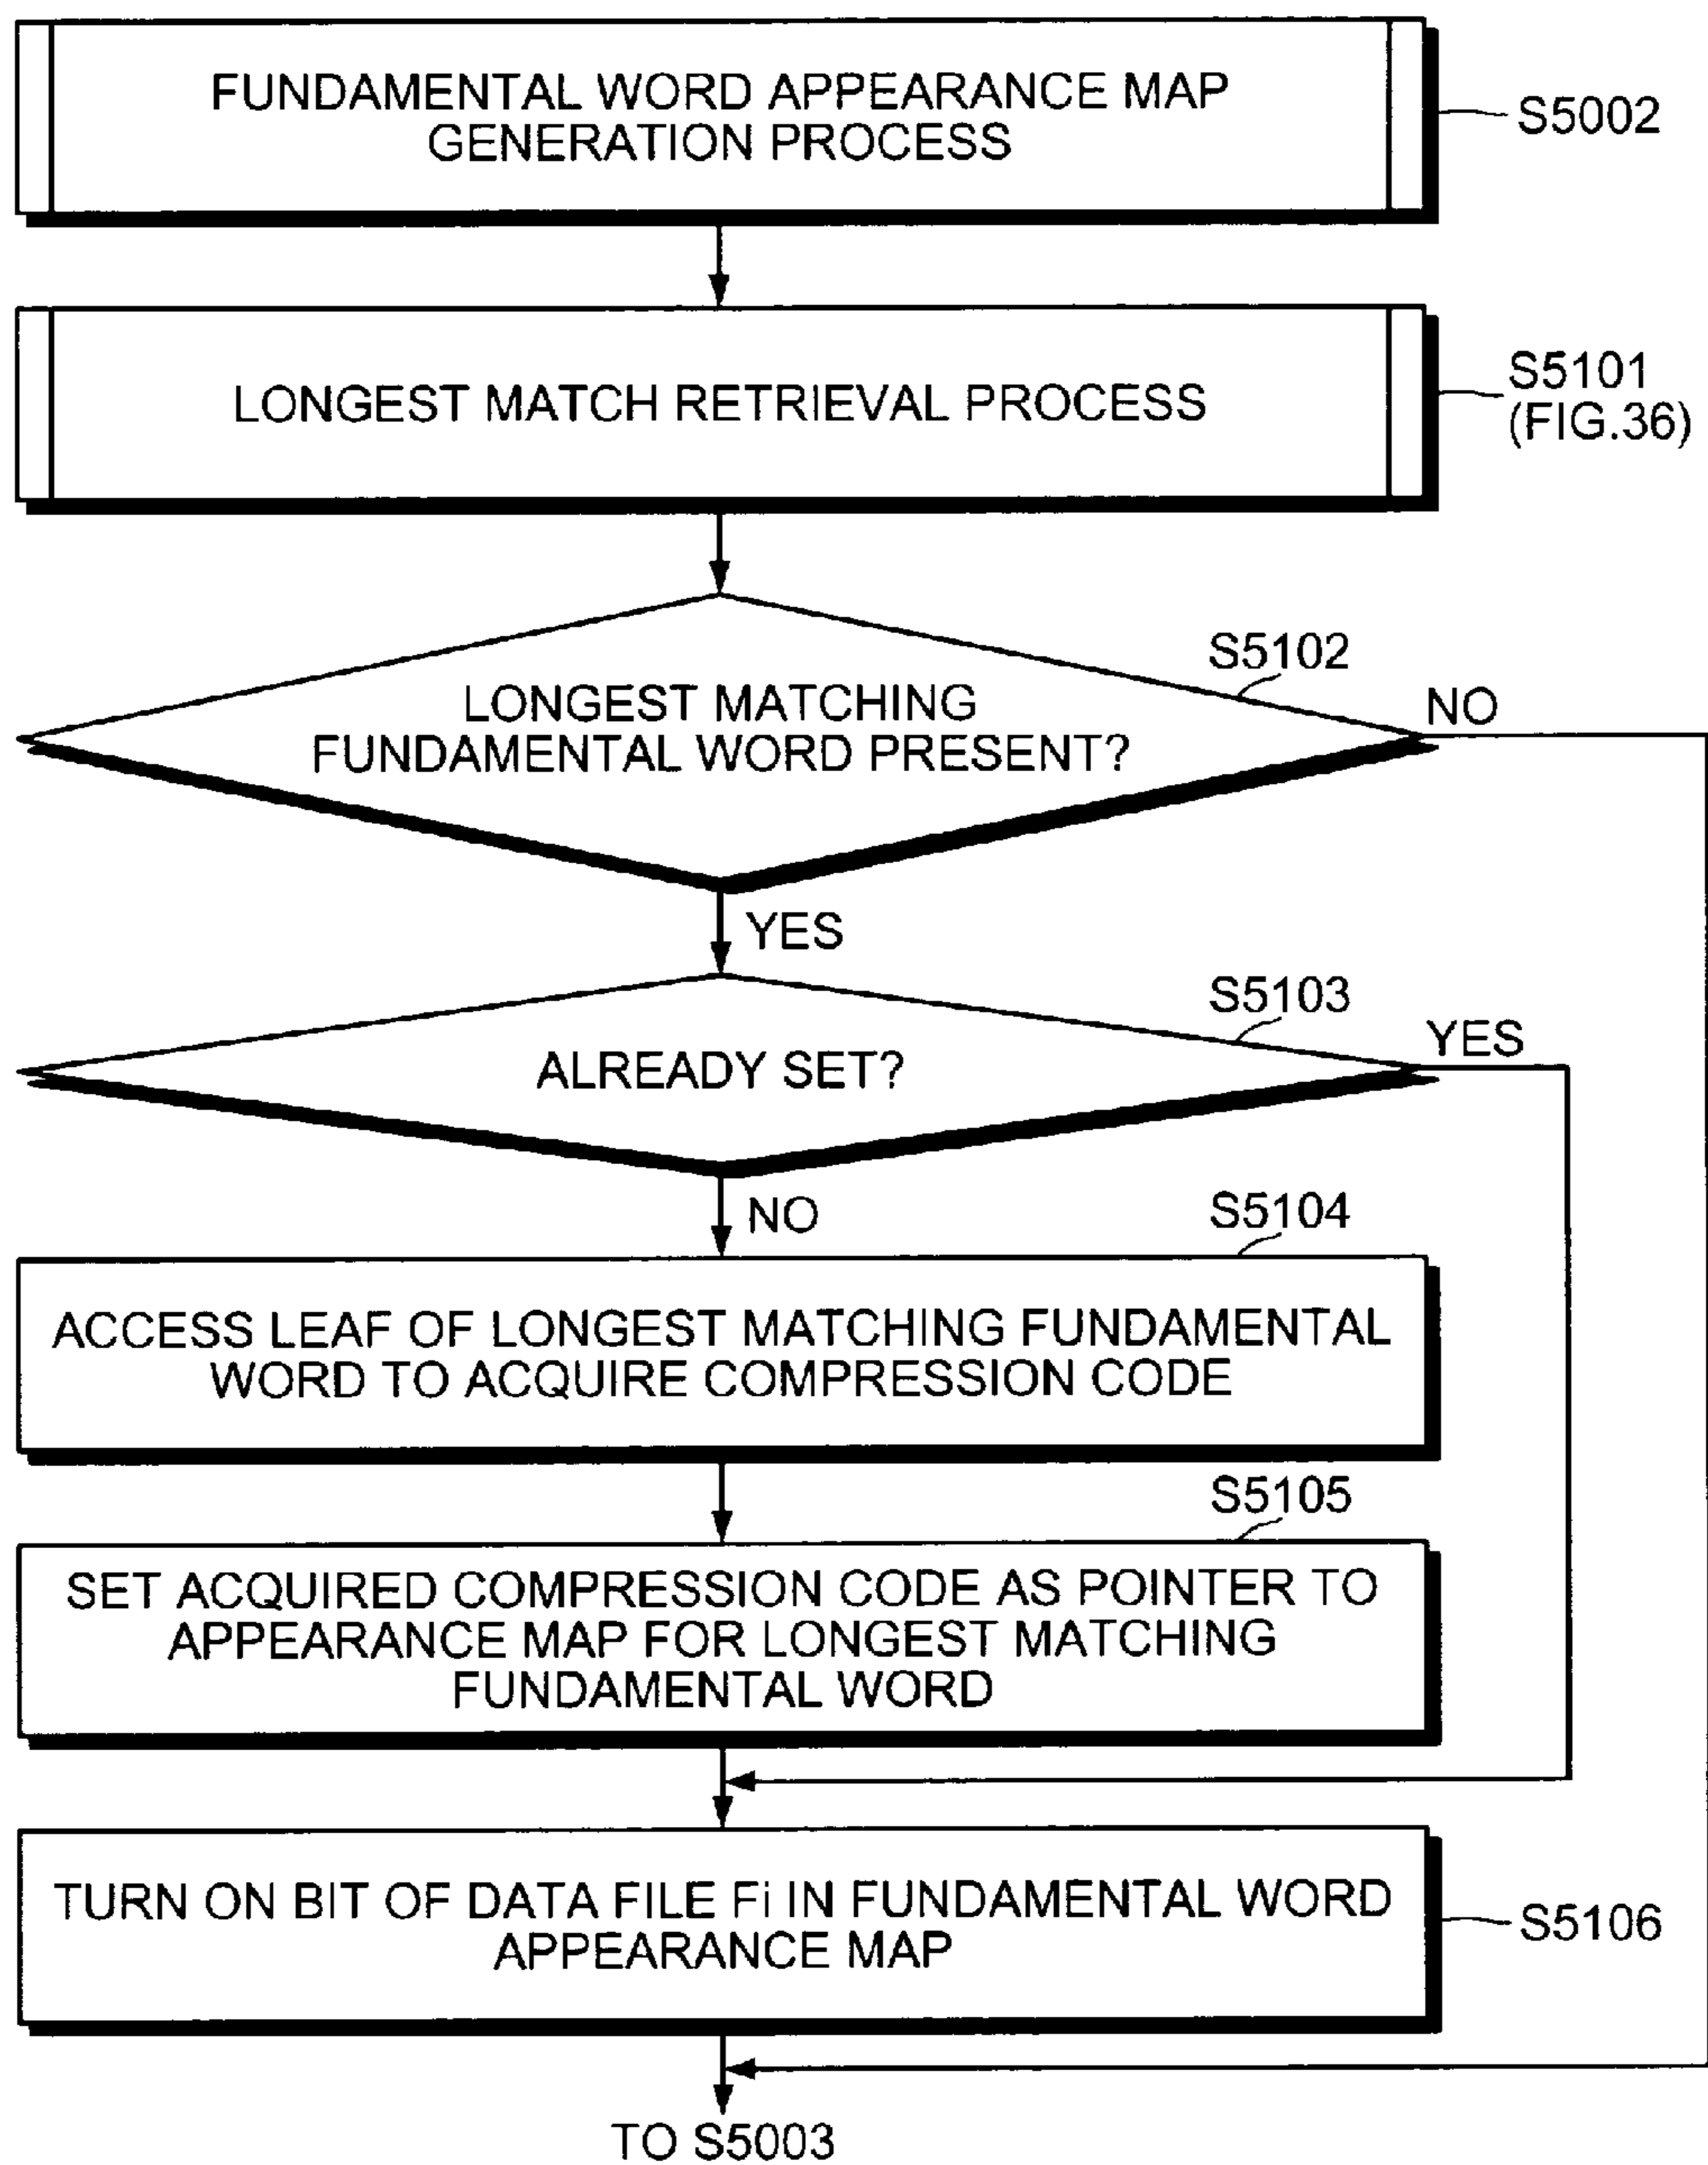 FUNDAMENTAL WORD APPEARANCE MAP
GENERATION PROCESS
S5002
LONGEST MATCH RETRIEVAL PROCESS
S5101
(FIG.36)
S5102
LONGEST MATCHING
FUNDAMENTAL WORD PRESENT?
NO
YES
S5103
ALREADY SET?
YES
NO
S5104
ACCESS LEAF OF LONGEST MATCHING FUNDAMENTAL
WORD TO ACQUIRE COMPRESSION CODE
S5105
SET ACQUIRED COMPRESSION CODE AS POINTER TO
APPEARANCE MAP FOR LONGEST MATCHING
FUNDAMENTAL WORD
TURN ON BIT OF DATA FILE Fi IN FUNDAMENTAL WORD
APPEARANCE MAP
S5106
TO S5003